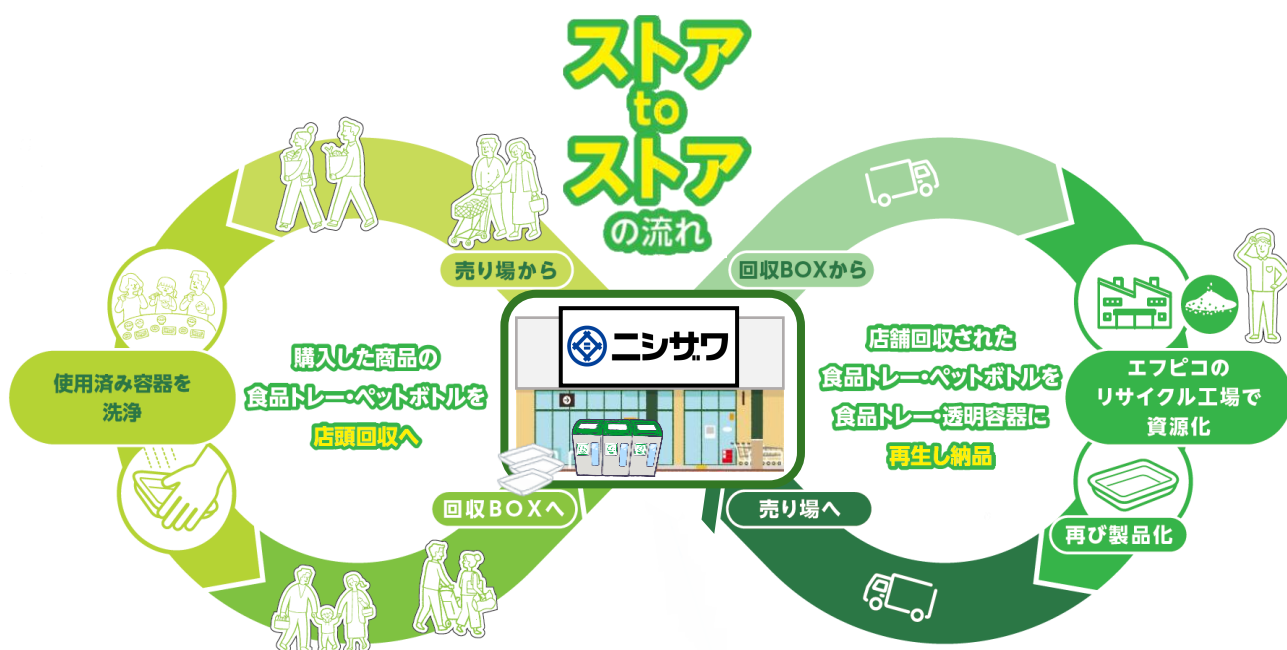 ストア
to
ストア
の流れ
売り場から
回収BOXから
ニシザワ
購入した商品の
食品トレー・ペットボトルを
店頭回収へ
使用済み容器を
洗浄
店舗回収された
食品トレー・ペットボトルを
食品トレー・透明容器に
再生し納品
エフピコの
リサイクル工場で
資源化
回収BOXへ
売り場へ
再び製品化